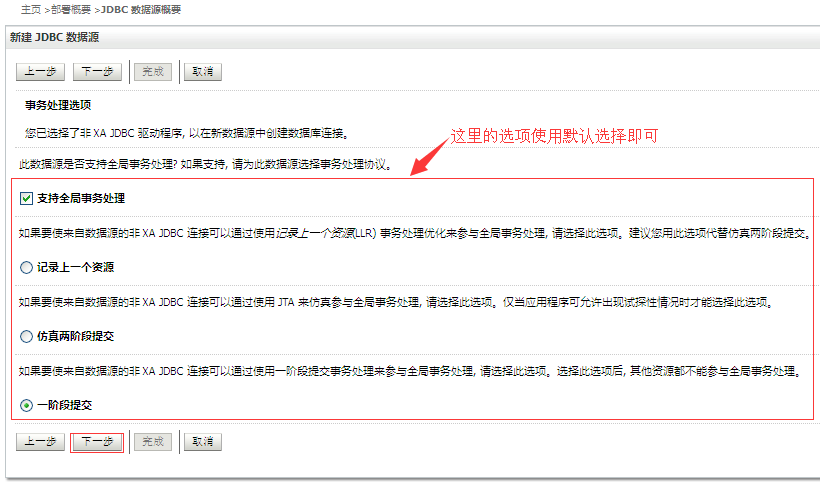 主页 >部署概要 >JDBC 数据源概要
新建 JDBC 数据源
上一步 下一步 完成 取消
事务处理选项
您已选择了非 XA JDBC 驱动程序, 以在新数据源中创建数据库连接。
这里的选项使用默认选择即可
此数据源是否支持全局事务处理? 如果支持, 请为此数据源选择事务处理协议。
支持全局事务处理
如果要使来自数据源的非 XA JDBC 连接可以通过使用记录上一个资源(LLR) 事务处理优化来参与全局事务处理, 请选择此选项。建议您用此选项代替仿真两阶段提交。
记录上一个资源
如果要使来自数据源的非 XA JDBC 连接可以通过使用 JTA 来仿真参与全局事务处理, 请选择此选项。仅当应用程序可允许出现试探性情况时才能选择此选项。
仿真两阶段提交
如果要使来自数据源的非 XA JDBC 连接可以通过使用一阶段提交事务处理来参与全局事务处理, 请选择此选项。选择此选项后, 其他资源都不能参与全局事务处理。
一阶段提交
上一步 下一步 完成 取消